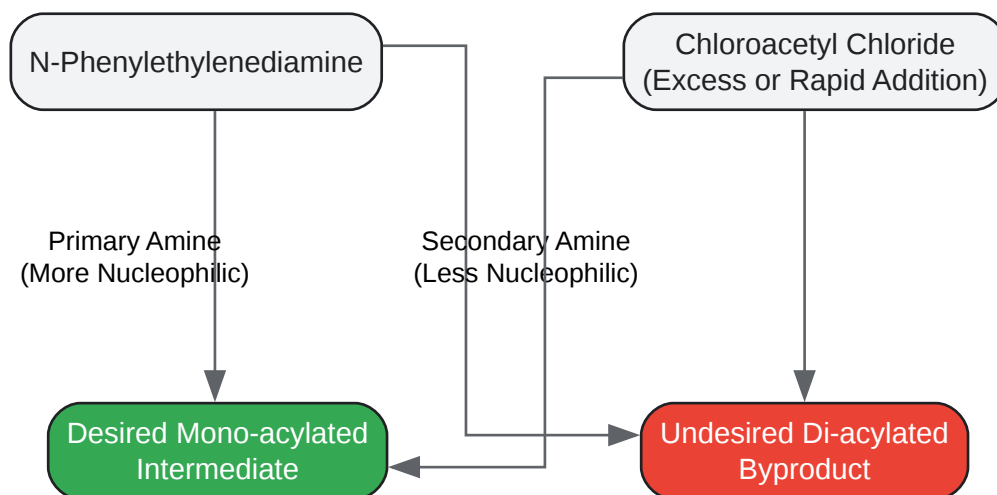 N-Phenylethylenediamine
Chloroacetyl Chloride
(Excess or Rapid Addition)
Primary Amine
(More Nucleophilic)
Secondary Amine
(Less Nucleophilic)
Desired Mono-acylated
Intermediate
Undesired Di-acylated
Byproduct